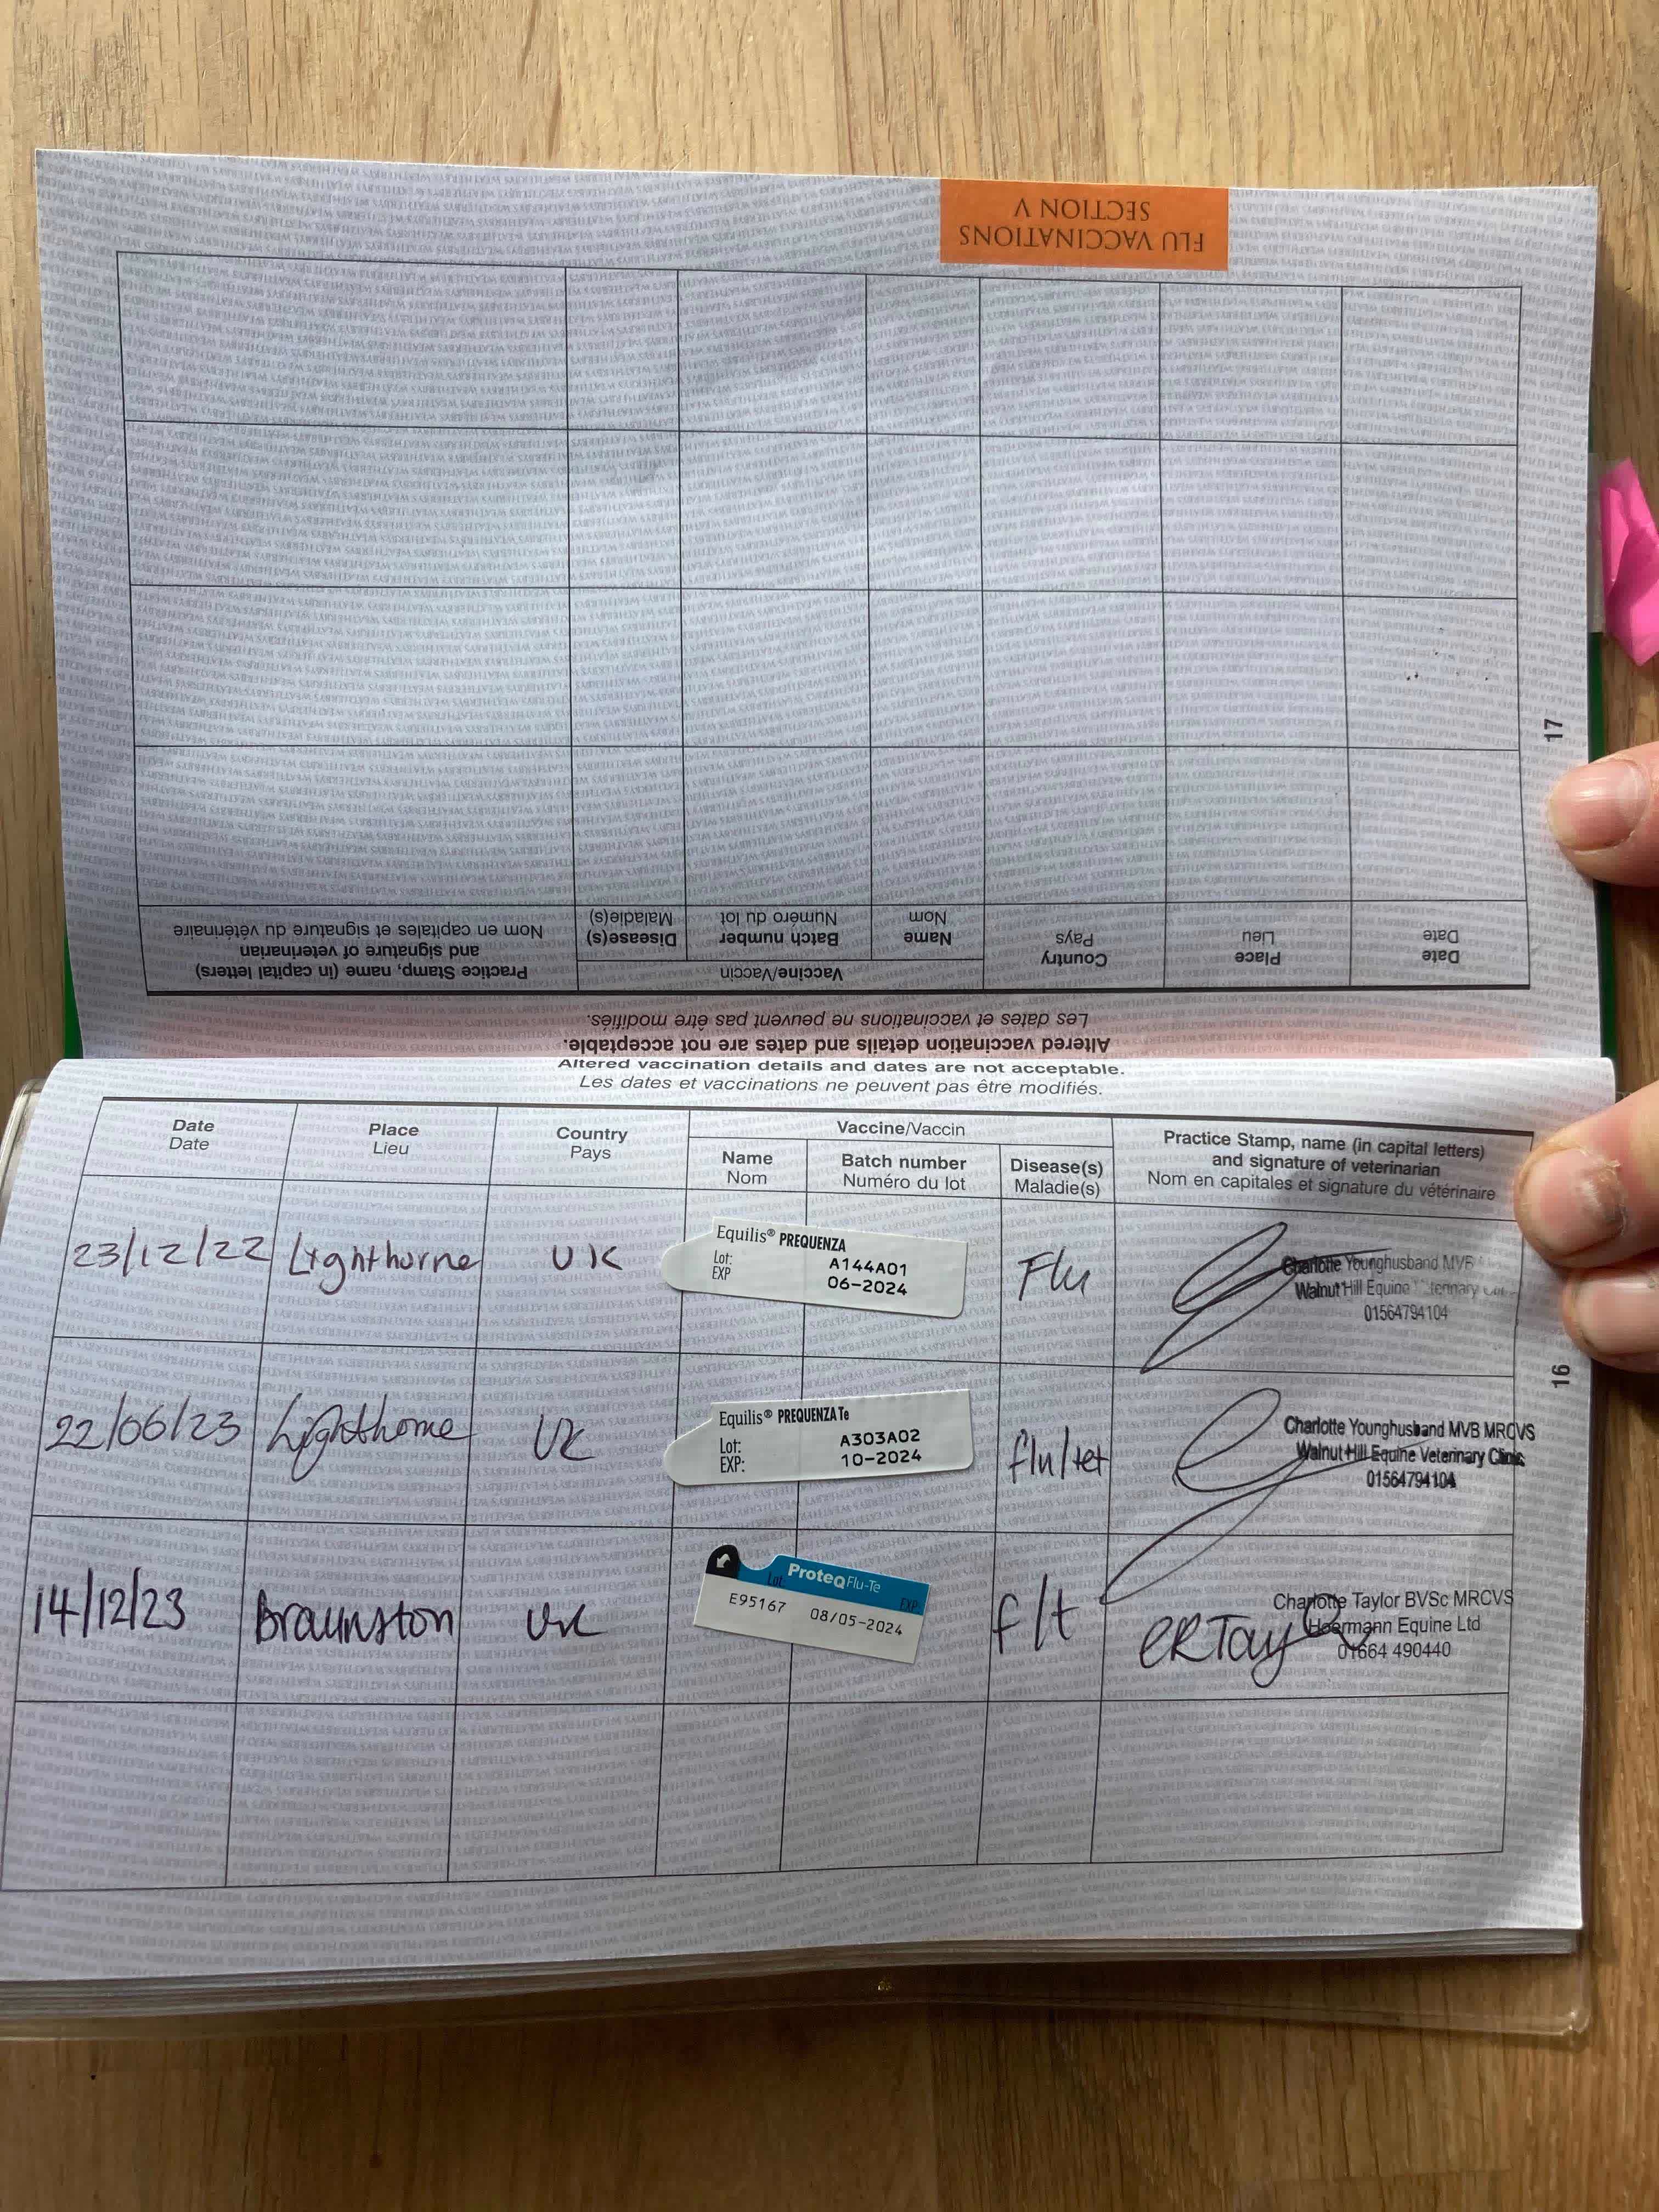 FLU VACCINATIONS
SECTION V
Altered vaccination details and dates are not acceptable.
Les dates et vaccinations ne peuvent pas être modifiés.
Date
Date
Place
Lieu
Country
Pays
Vaccine/Vaccin
Name
Nom
Batch number
Numéro du lot
Disease(s)
Maladie(s)
Practice Stamp, name (in capital letters)
and signature of veterinarian
Nom en capitales et signature du vétérinaire
17
Altered vaccination details and dates are not acceptable.
Les dates et vaccinations ne peuvent pas être modifiés.
Date
Date
Place
Lieu
Country
Pays
Vaccine/Vaccin
Name
Nom
Batch number
Numéro du lot
Disease(s)
Maladie(s)
Practice Stamp, name (in capital letters)
and signature of veterinarian
Nom en capitales et signature du vétérinaire
23/12/22 Lighthorne UK
Equilis® PREQUENZA
Lot: A144A01
EXP 06-2024
Flu
Charlotte Younghusband MVB
Walnut Hill Equine
01564794104
22/06/23 Lighthorne UK
Equilis® PREQUENZA Te
Lot: A303A02
EXP: 10-2024
flu/tet
Charlotte Younghusband MVB MRCVS
Walnut Hill Equine Veterinary Clinic
01564794104
14/12/23 Braunston UK
ProteqFlu-Te
Lot: EXP:
E95167 08/05-2024
f/t
Charlotte Taylor BVSc MRCVS
Hoermann Equine Ltd
01664 490440
16